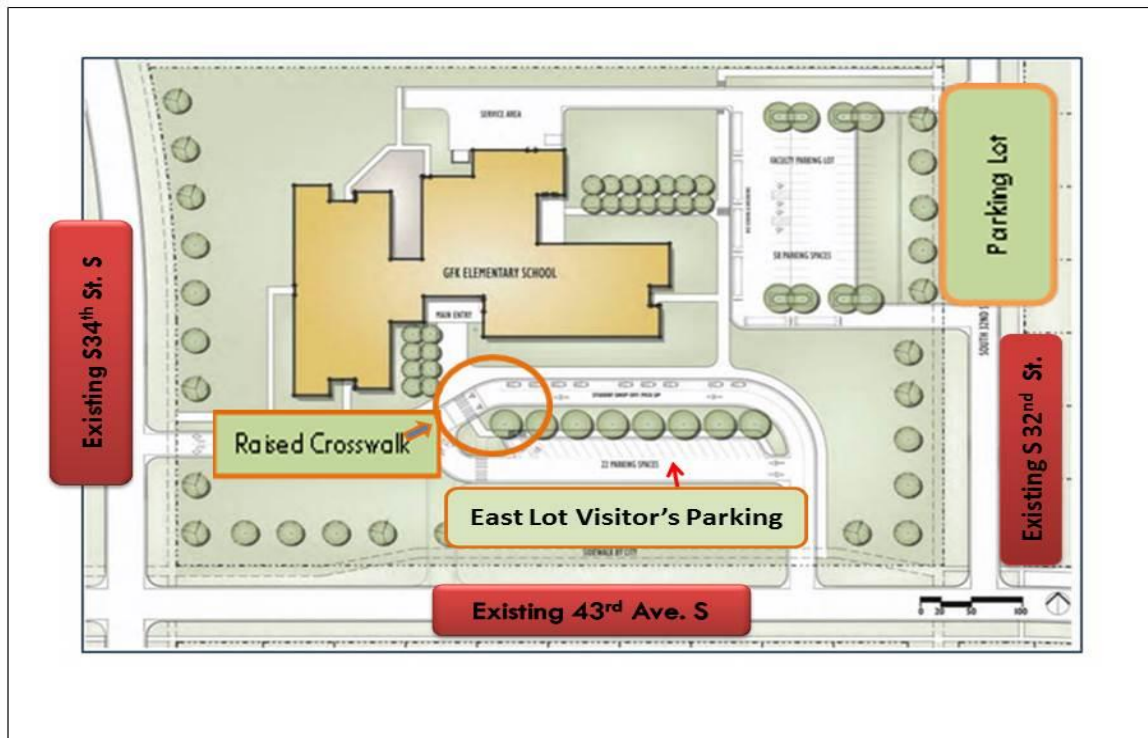 SERVICE AREA
FACULTY PARKING LOT
Parking Lot
58 PARKING SPACES
GFK ELEMENTARY SCHOOL
MAIN ENTRY
Existing S34th St. S
SOUTH 32ND S
Existing S 32nd St.
STUDENT DROP OFF/PICK UP
Raised Crosswalk
22 PARKING SPACES
East Lot Visitor's Parking
SIDEWALK BY CITY
Existing 43rd Ave. S
0 20 50 100